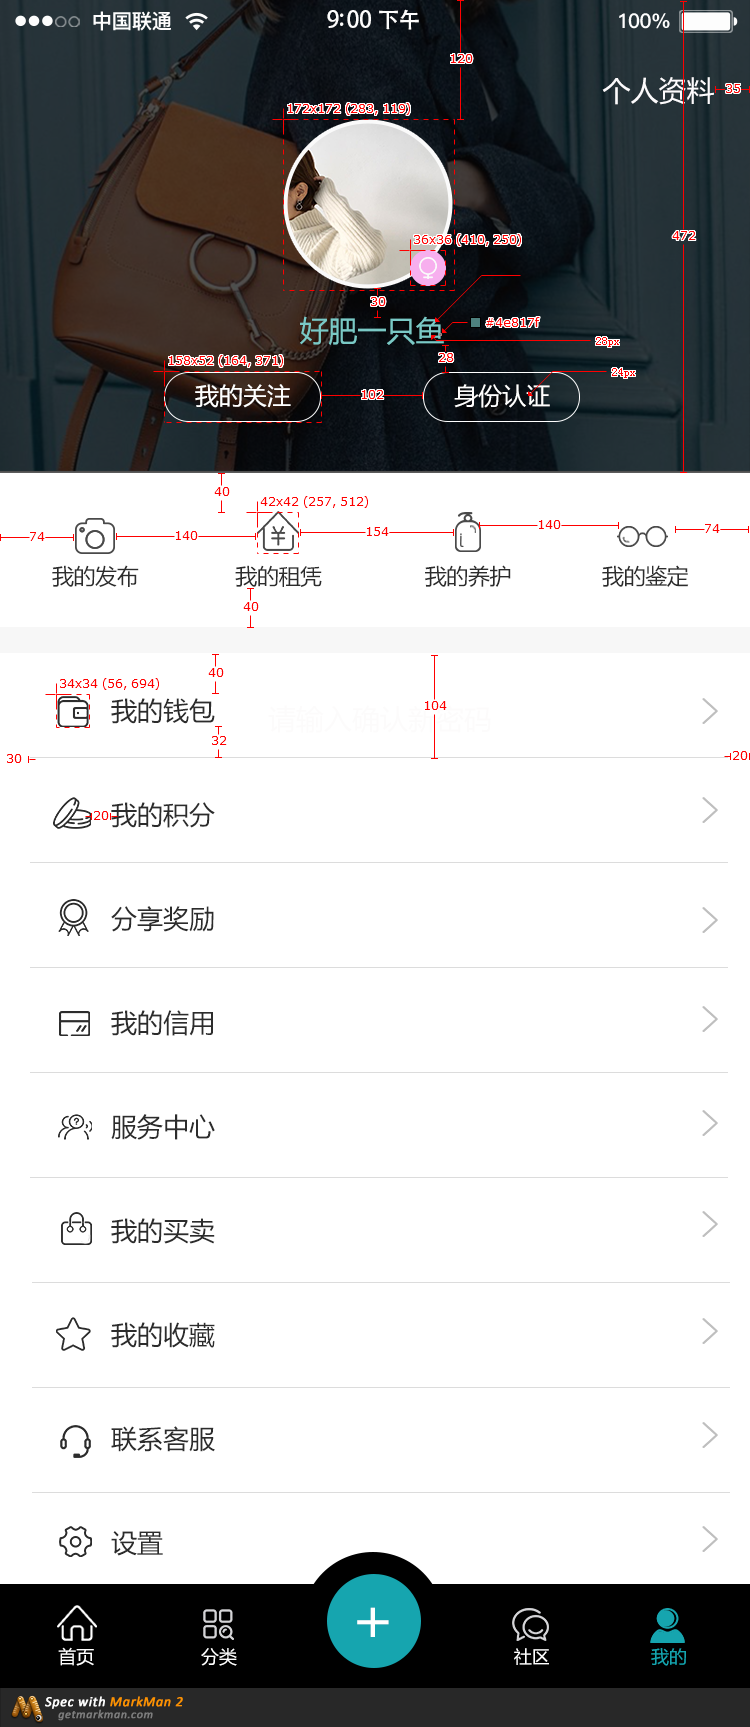 中国联通 9:00 下午 100%
120
个人资料 35
172x172 (283, 119)
472
36x36 (410, 250)
30
好肥一只鱼 #4e817f
28px
28
158x52 (164, 371)
24px
我的关注 102 身份认证
40
42x42 (257, 512)
74 140 154 140 74
我的发布 我的租凭 我的养护 我的鉴定
40
40
34x34 (56, 694)
104
我的钱包 请输入确认新密码
32
30 20
20 我的积分
分享奖励
我的信用
服务中心
我的买卖
我的收藏
联系客服
设置
首页 分类 社区 我的
Spec with MarkMan 2
getmarkman.com